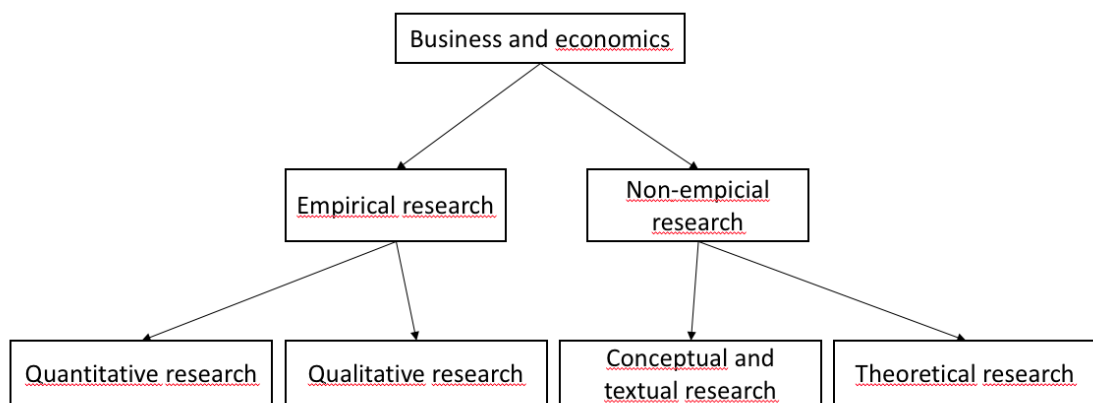 Business and economics
Empirical research
Non-empicial
research
Quantitative research
Qualitative research
Conceptual and
textual research
Theoretical research